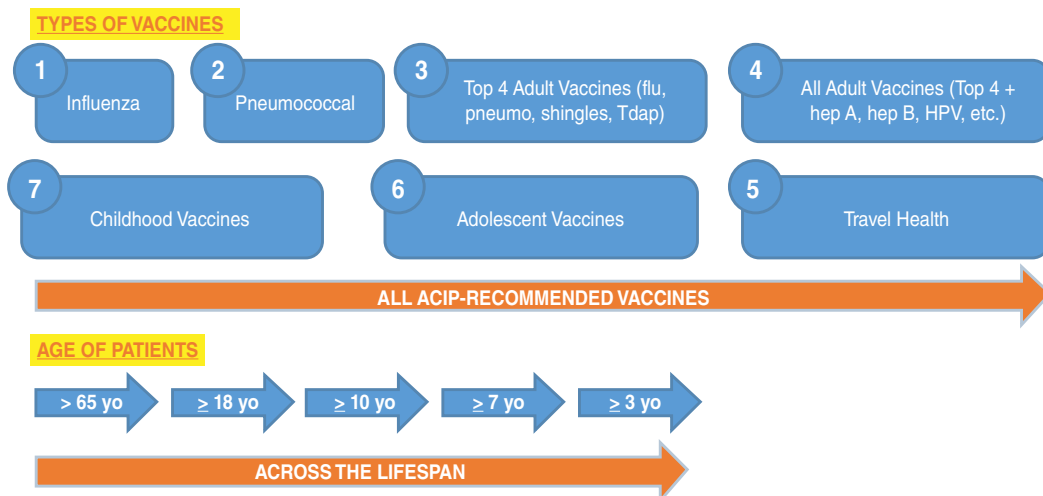 TYPES OF VACCINES
1
Influenza
2
Pneumococcal
3
Top 4 Adult Vaccines (flu,
pneumo, shingles, Tdap)
4
All Adult Vaccines (Top 4 +
hep A, hep B, HPV, etc.)
7
Childhood Vaccines
6
Adolescent Vaccines
5
Travel Health
ALL ACIP-RECOMMENDED VACCINES
AGE OF PATIENTS
> 65 yo
≥ 18 yo
≥ 10 yo
≥ 7 yo
≥ 3 yo
ACROSS THE LIFESPAN